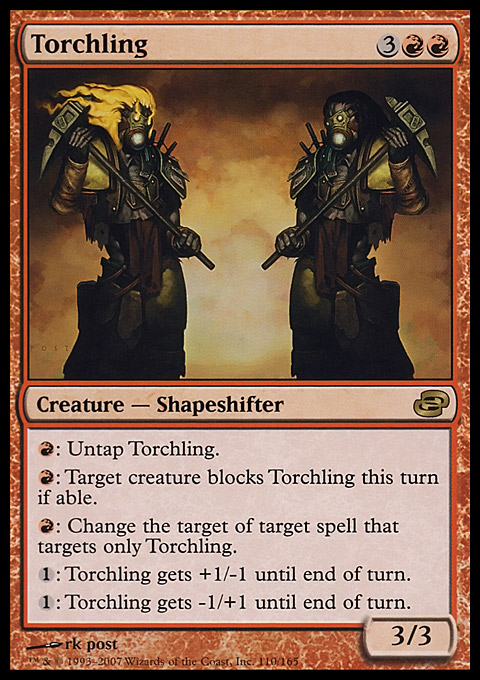 Torchling 3
POST
Creature — Shapeshifter
: Untap Torchling.
: Target creature blocks Torchling this turn
if able.
: Change the target of target spell that
targets only Torchling.
1: Torchling gets +1/-1 until end of turn.
1: Torchling gets -1/+1 until end of turn.
rk post
3/3
™ & © 1993–2007 Wizards of the Coast, Inc. 110/165